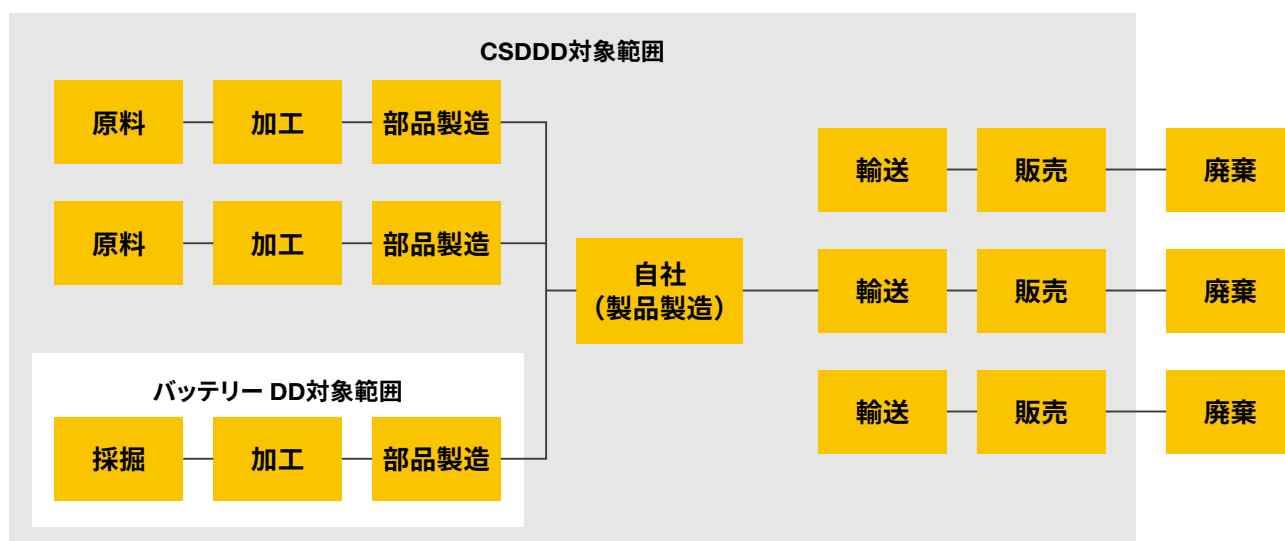 CSDDD対象範囲
原料
加工
部品製造
原料
加工
部品製造
バッテリー DD対象範囲
採掘
加工
部品製造
自社
（製品製造）
輸送
販売
廃棄
輸送
販売
廃棄
輸送
販売
廃棄